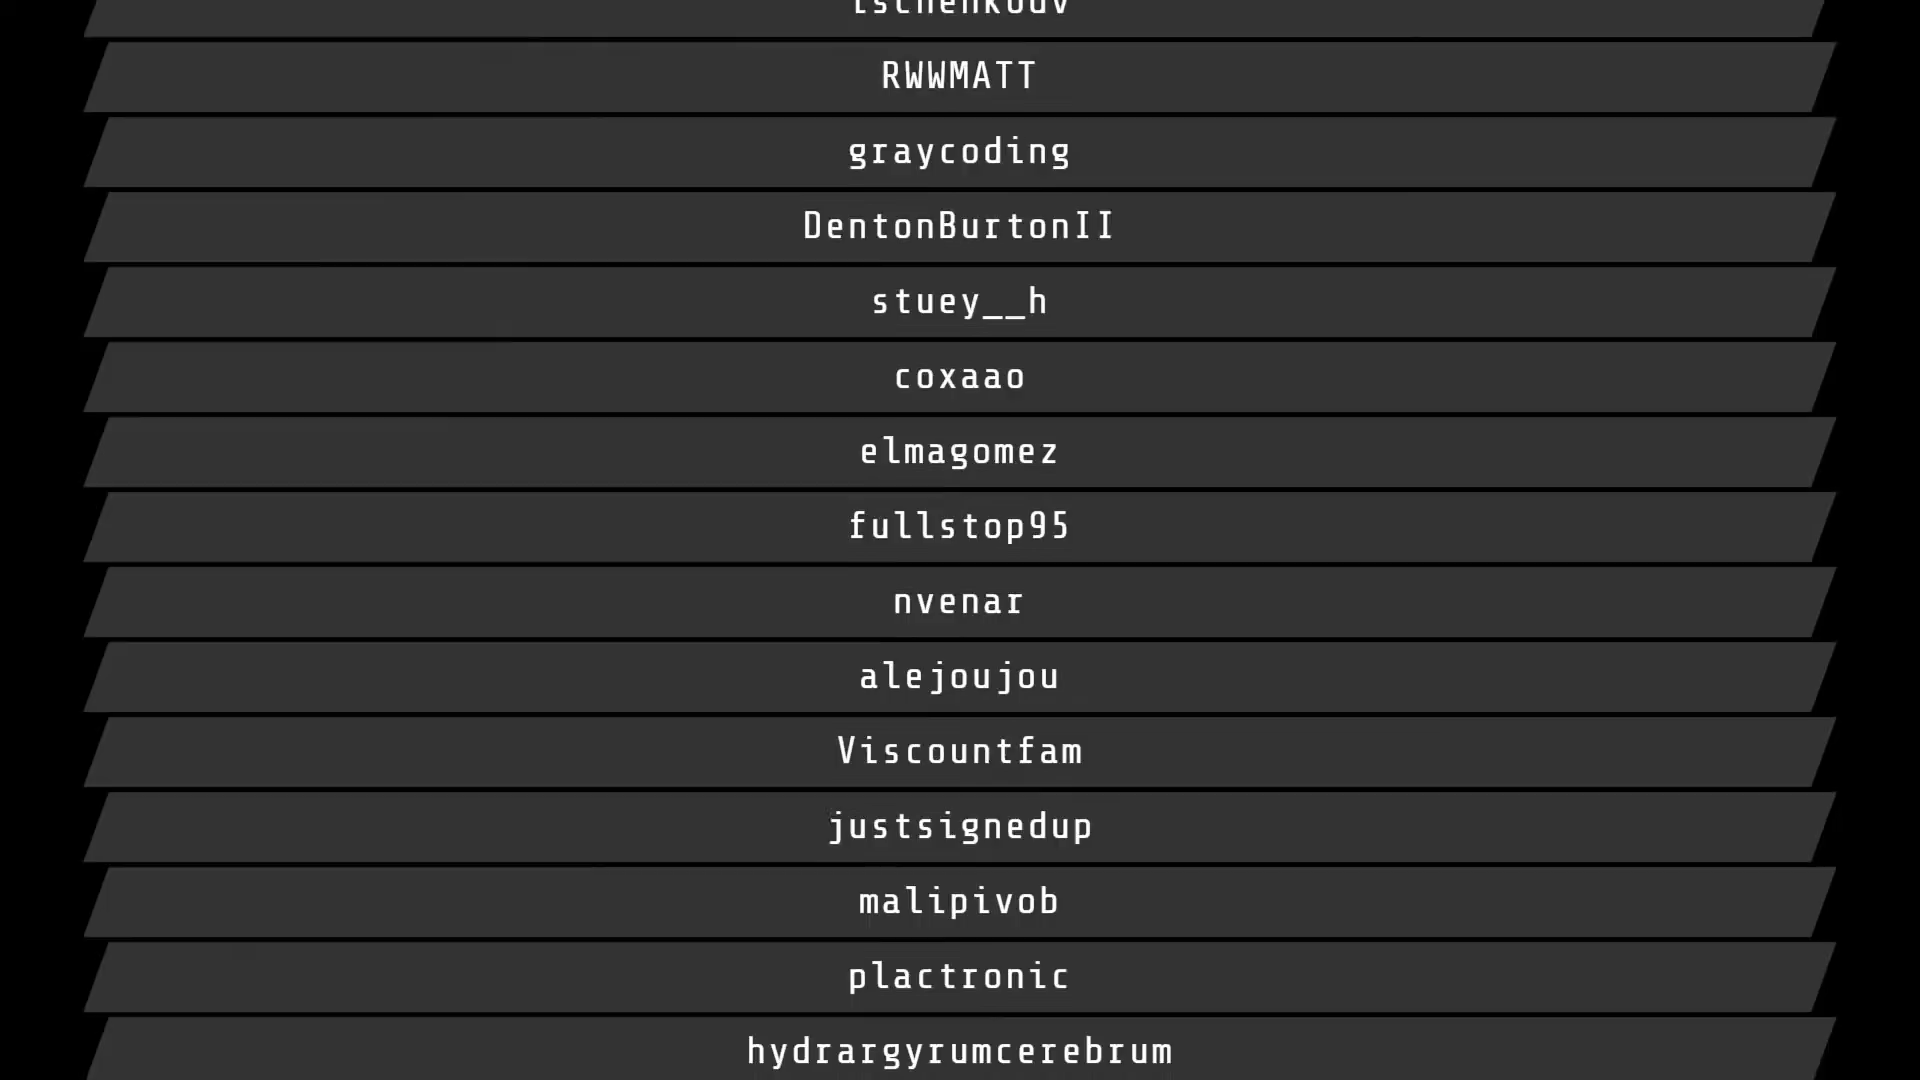 RWWMATT
graycoding
DentonBurtonII
stuey__h
coxaao
elmagomez
fullstop95
nvenar
alejoujou
Viscountfam
justsignedup
malipivob
plactronic
hydrargyrumcerebrum